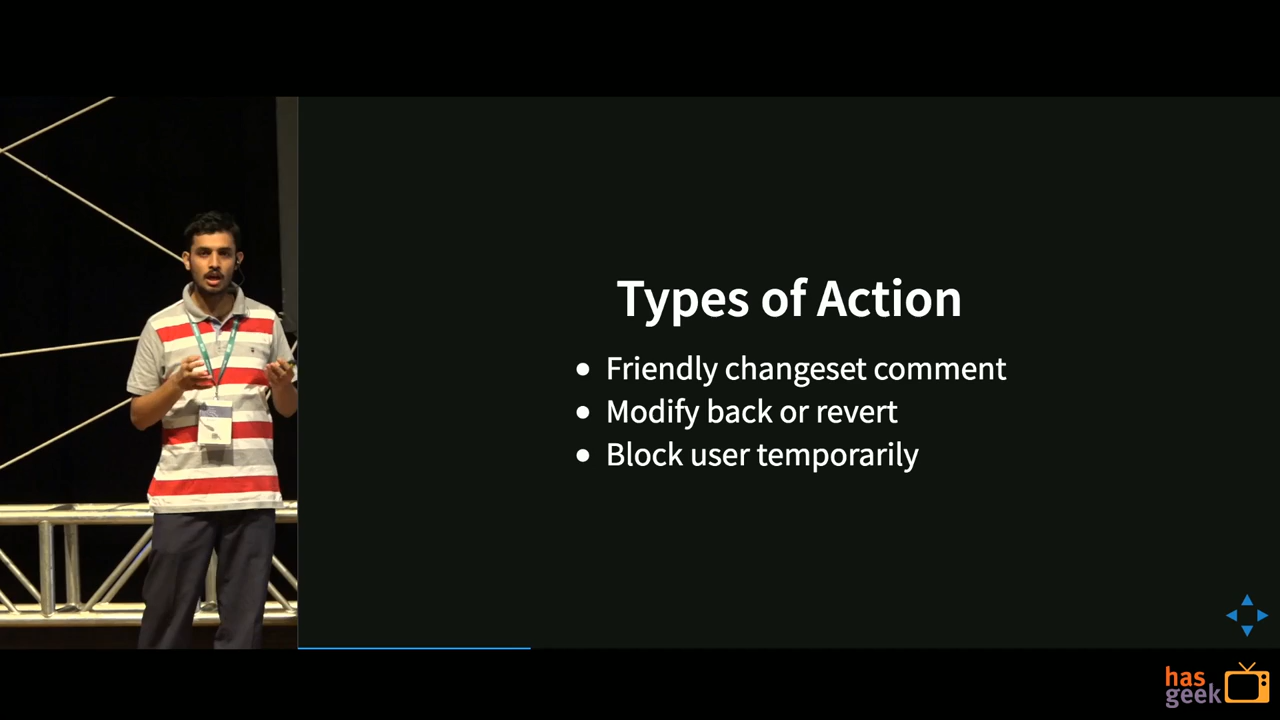 Types of Action
• Friendly changeset comment
• Modify back or revert
• Block user temporarily
has
geek